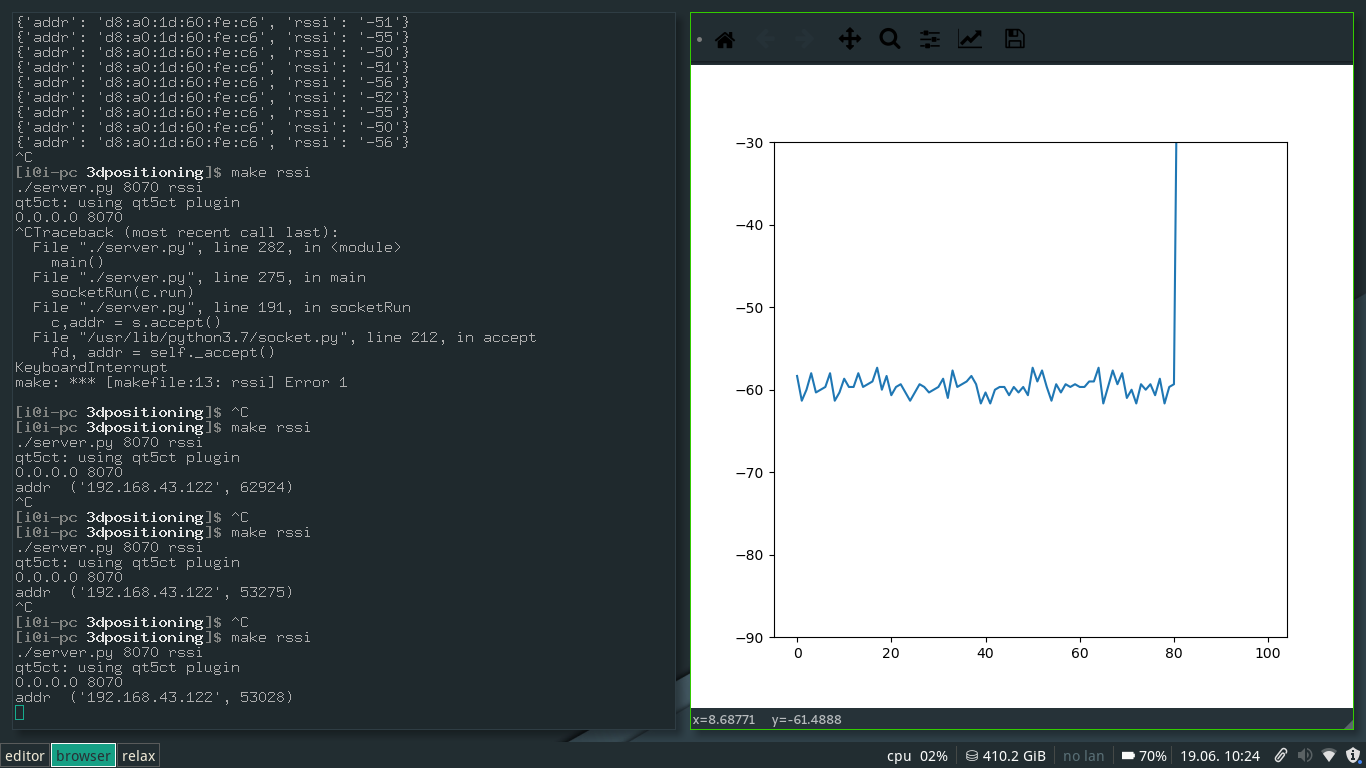 {'addr': 'd8:a0:1d:60:fe:c6', 'rssi': '-51'}
{'addr': 'd8:a0:1d:60:fe:c6', 'rssi': '-55'}
{'addr': 'd8:a0:1d:60:fe:c6', 'rssi': '-50'}
{'addr': 'd8:a0:1d:60:fe:c6', 'rssi': '-51'}
{'addr': 'd8:a0:1d:60:fe:c6', 'rssi': '-56'}
{'addr': 'd8:a0:1d:60:fe:c6', 'rssi': '-52'}
{'addr': 'd8:a0:1d:60:fe:c6', 'rssi': '-55'}
{'addr': 'd8:a0:1d:60:fe:c6', 'rssi': '-50'}
{'addr': 'd8:a0:1d:60:fe:c6', 'rssi': '-56'}
^C
[i@i-pc 3dpositioning]$ make rssi
./server.py 8070 rssi
qt5ct: using qt5ct plugin
0.0.0.0 8070
^CTraceback (most recent call last):
  File "./server.py", line 282, in <module>
    main()
  File "./server.py", line 275, in main
    socketRun(c.run)
  File "./server.py", line 191, in socketRun
    c,addr = s.accept()
  File "/usr/lib/python3.7/socket.py", line 212, in accept
    fd, addr = self._accept()
KeyboardInterrupt
make: *** [makefile:13: rssi] Error 1
[i@i-pc 3dpositioning]$ ^C
[i@i-pc 3dpositioning]$ make rssi
./server.py 8070 rssi
qt5ct: using qt5ct plugin
0.0.0.0 8070
addr  ('192.168.43.122', 62924)
^C
[i@i-pc 3dpositioning]$ ^C
[i@i-pc 3dpositioning]$ make rssi
./server.py 8070 rssi
qt5ct: using qt5ct plugin
0.0.0.0 8070
addr  ('192.168.43.122', 53275)
^C
[i@i-pc 3dpositioning]$ ^C
[i@i-pc 3dpositioning]$ make rssi
./server.py 8070 rssi
qt5ct: using qt5ct plugin
0.0.0.0 8070
addr  ('192.168.43.122', 53028)
−30
−40
−50
−60
−70
−80
−90
0 20 40 60 80 100
x=8.68771 y=-61.4888
editor browser relax
cpu 02% 410.2 GiB no lan 70% 19.06. 10:24